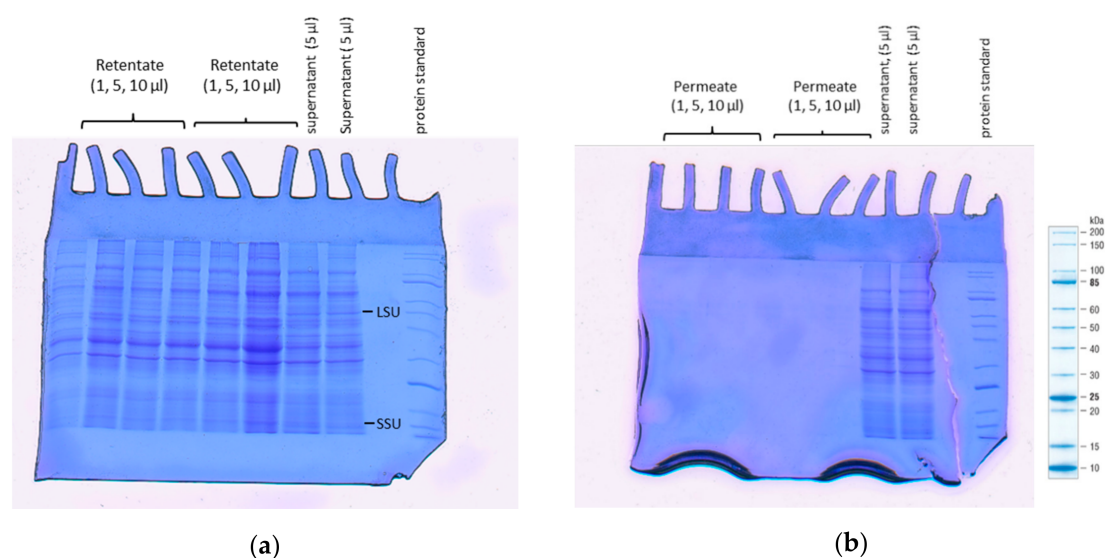 Retentate
(1, 5, 10 µl)
Retentate
(1, 5, 10 µl)
supernatant (5 µl)
Supernatant ( 5 µl)
protein standard
LSU
SSU
(a)
Permeate
(1, 5, 10 µl)
Permeate
(1, 5, 10 µl)
supernatant, (5 µl)
supernatant (5 µl)
protein standard
kDa
200
150
100
85
60
50
40
30
25
20
15
10
(b)